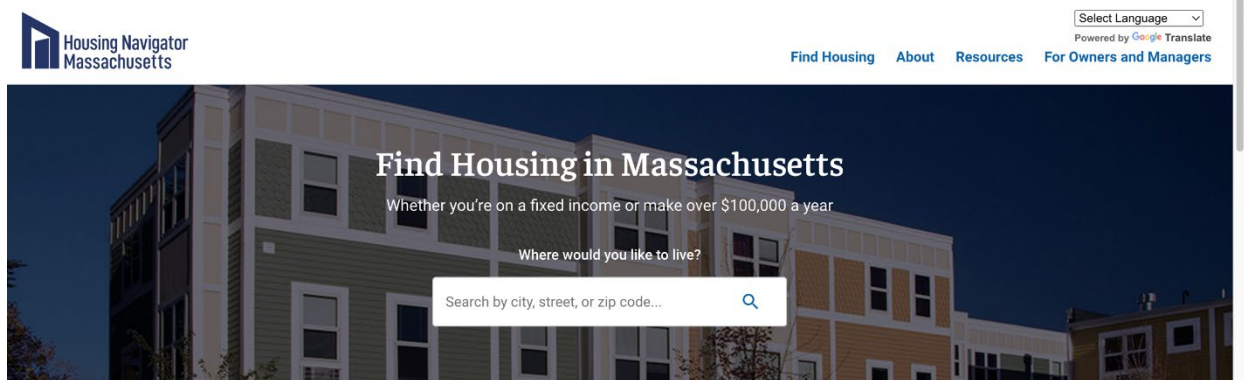 Housing Navigator
Massachusetts
Select Language
Powered by Google Translate
Find Housing About Resources For Owners and Managers
Find Housing in Massachusetts
Whether you're on a fixed income or make over $100,000 a year
Where would you like to live?
Search by city, street, or zip code...